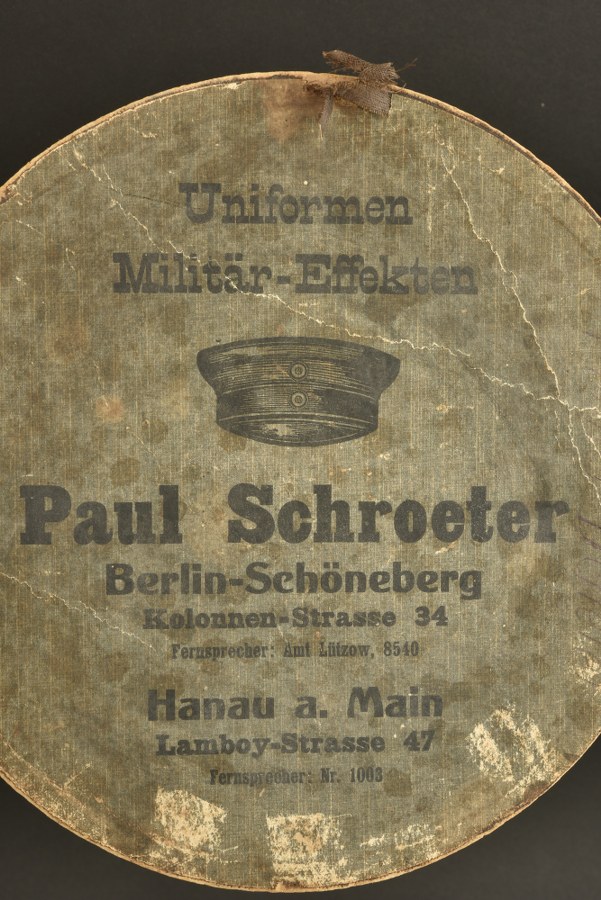 Uniformen
Militär-Effekten
Paul Schroeter
Berlin-Schöneberg
Kolonnen-Strasse 34
Fernsprecher: Amt Lützow, 8540
Hanau a. Main
Lamboy-Strasse 47
Fernsprecher: Nr. 1003